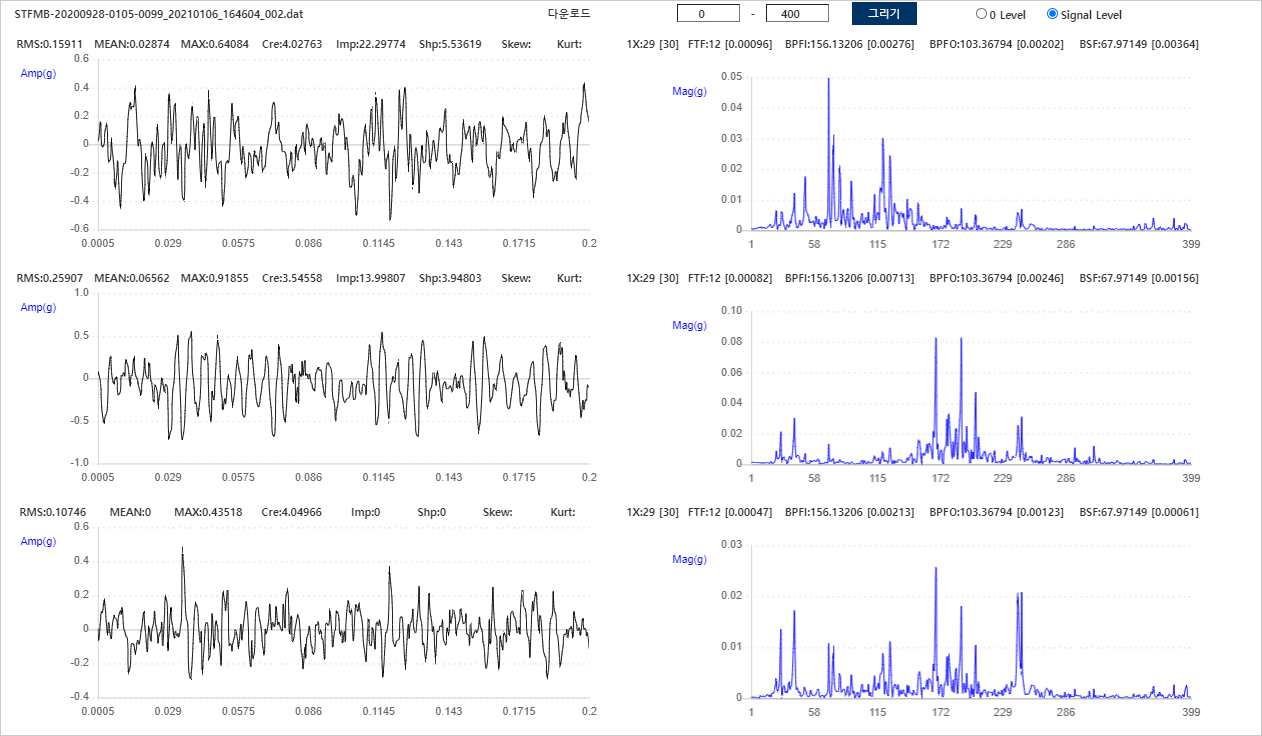 STFMB-20200928-0105-0099_20210106_164604_002.dat 다운로드 0 - 400 그리기 0 Level Signal Level
RMS:0.15911 MEAN:0.02874 MAX:0.64084 Cre:4.02763 Imp:22.29774 Shp:5.53619 Skew: Kurt:
Amp(g)
0.6
0.4
0.2
0
-0.2
-0.4
-0.6
0.0005 0.029 0.0575 0.086 0.1145 0.143 0.1715 0.2
1X:29 [30] FTF:12 [0.00096] BPFI:156.13206 [0.00276] BPFO:103.36794 [0.00202] BSF:67.97149 [0.00364]
Mag(g)
0.05
0.04
0.03
0.02
0.01
0
1 58 115 172 229 286 399
RMS:0.25907 MEAN:0.06562 MAX:0.91855 Cre:3.54558 Imp:13.99807 Shp:3.94803 Skew: Kurt:
Amp(g)
1.0
0.5
0
-0.5
-1.0
0.0005 0.029 0.0575 0.086 0.1145 0.143 0.1715 0.2
1X:29 [30] FTF:12 [0.00082] BPFI:156.13206 [0.00713] BPFO:103.36794 [0.00246] BSF:67.97149 [0.00156]
Mag(g)
0.10
0.08
0.06
0.04
0.02
0
1 58 115 172 229 286 399
RMS:0.10746 MEAN:0 MAX:0.43518 Cre:4.04966 Imp:0 Shp:0 Skew: Kurt:
Amp(g)
0.6
0.4
0.2
0
-0.2
-0.4
0.0005 0.029 0.0575 0.086 0.1145 0.143 0.1715 0.2
1X:29 [30] FTF:12 [0.00047] BPFI:156.13206 [0.00213] BPFO:103.36794 [0.00123] BSF:67.97149 [0.00061]
Mag(g)
0.03
0.02
0.01
0
1 58 115 172 229 286 399